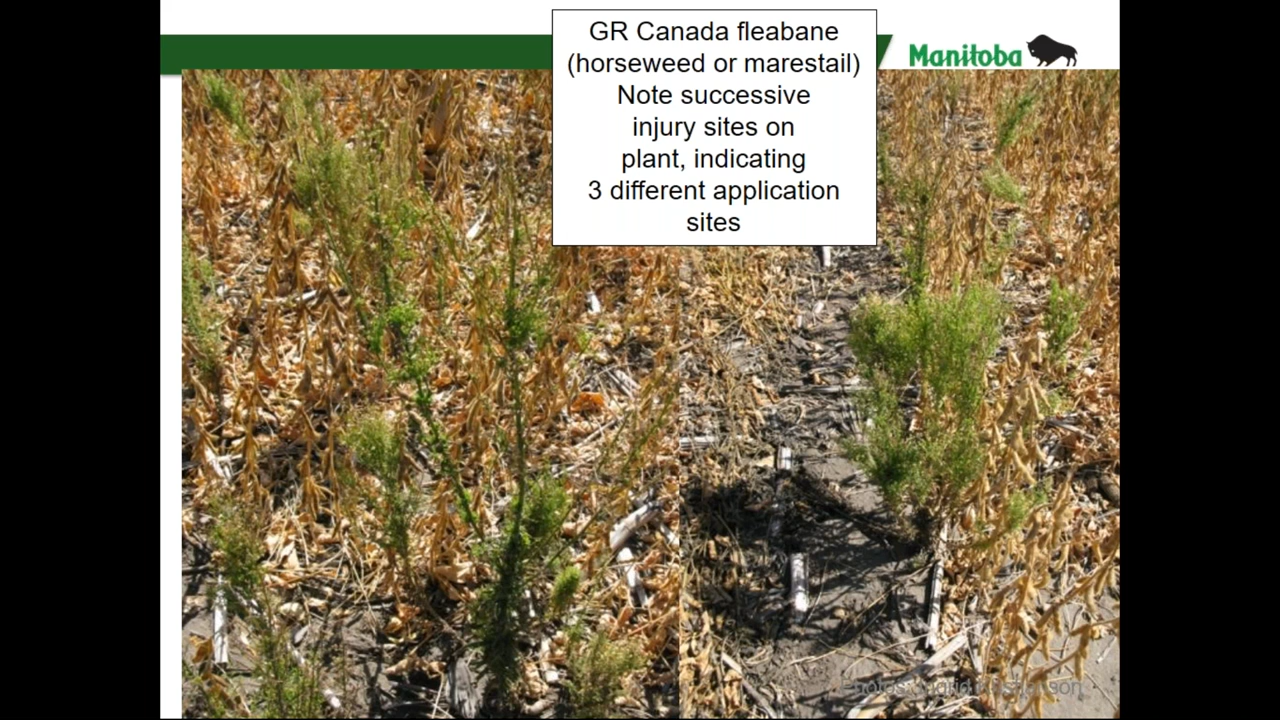 GR Canada fleabane
(horseweed or marestail)
Note successive
injury sites on
plant, indicating
3 different application
sites
Manitoba